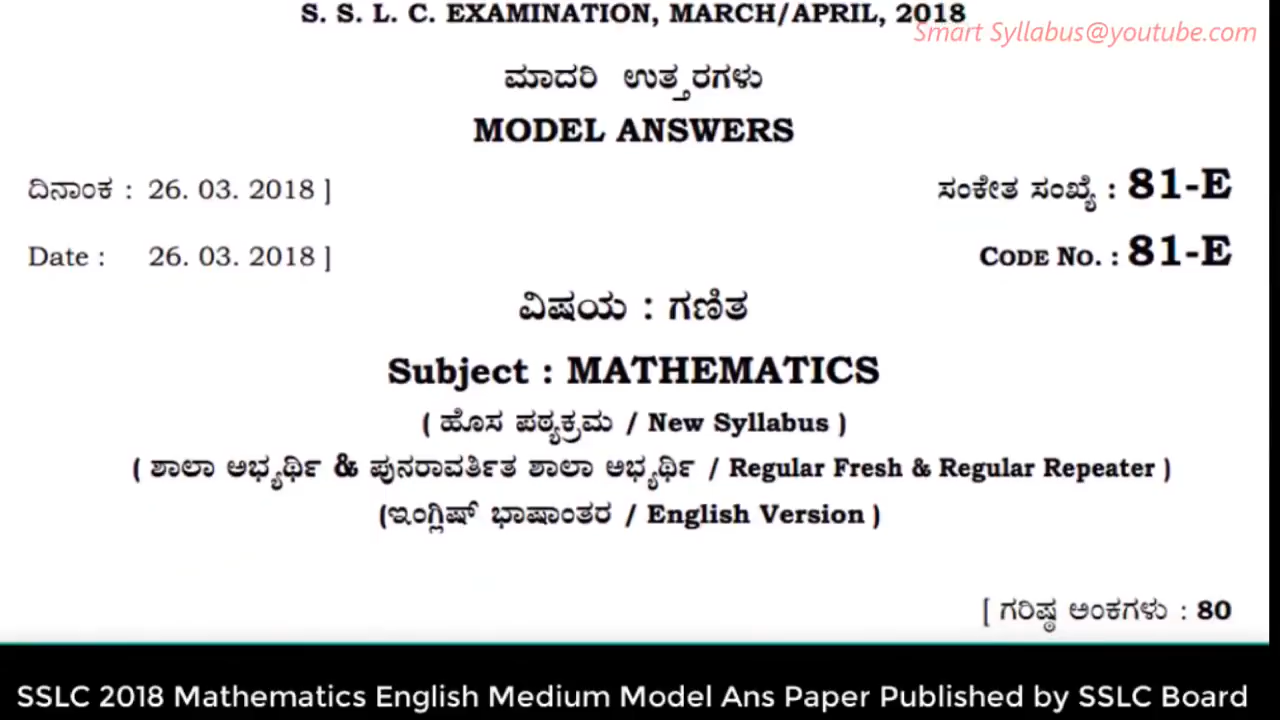 S. S. L. C. EXAMINATION, MARCH/APRIL, 2018
Smart Syllabus@youtube.com
ಮಾದರಿ ಉತ್ತರಗಳು
MODEL ANSWERS
ದಿನಾಂಕ : 26. 03. 2018 ]
ಸಂಕೇತ ಸಂಖ್ಯೆ : 81-E
Date : 26. 03. 2018 ]
CODE NO. : 81-E
ವಿಷಯ : ಗಣಿತ
Subject : MATHEMATICS
( ಹೊಸ ಪಠ್ಯಕ್ರಮ / New Syllabus )
( ಶಾಲಾ ಅಭ್ಯರ್ಥಿ & ಪುನರಾವರ್ತಿತ ಶಾಲಾ ಅಭ್ಯರ್ಥಿ / Regular Fresh & Regular Repeater )
(ಇಂಗ್ಲಿಷ್ ಭಾಷಾಂತರ / English Version )
[ ಗರಿಷ್ಠ ಅಂಕಗಳು : 80
SSLC 2018 Mathematics English Medium Model Ans Paper Published by SSLC Board